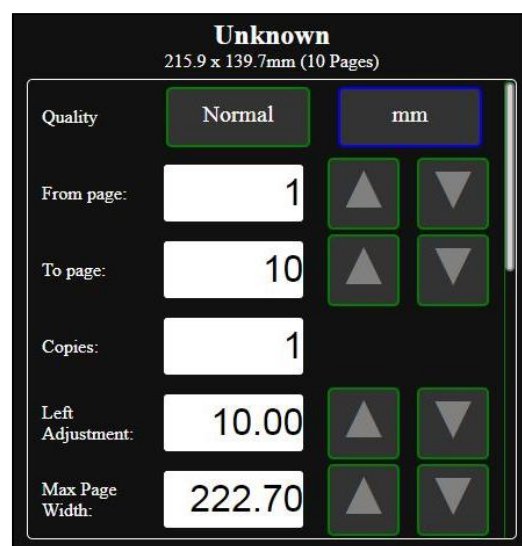 Unknown
215.9 x 139.7mm (10 Pages)
Quality Normal mm
From page: 1
To page: 10
Copies: 1
Left
Adjustment: 10.00
Max Page
Width: 222.70